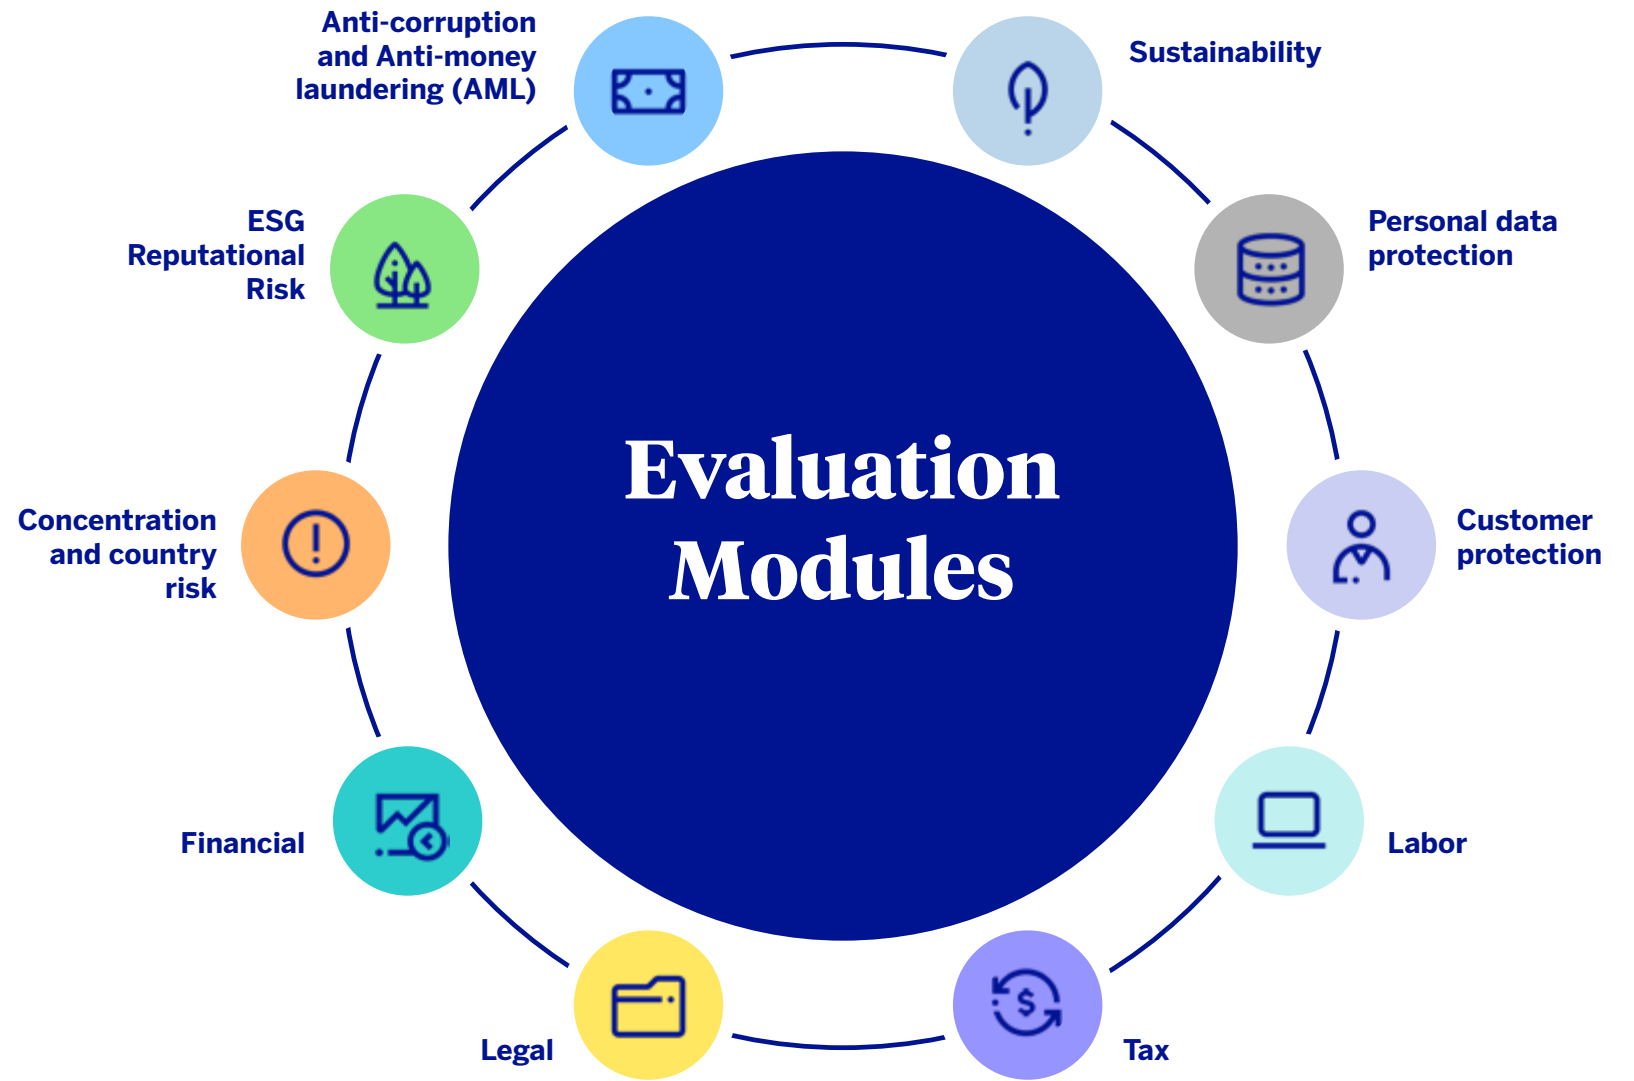 Anti-corruption
and Anti-money
laundering (AML)
Sustainability
ESG
Reputational
Risk
Personal data
protection
Evaluation
Modules
Concentration
and country
risk
Customer
protection
Financial
Labor
Legal
Tax